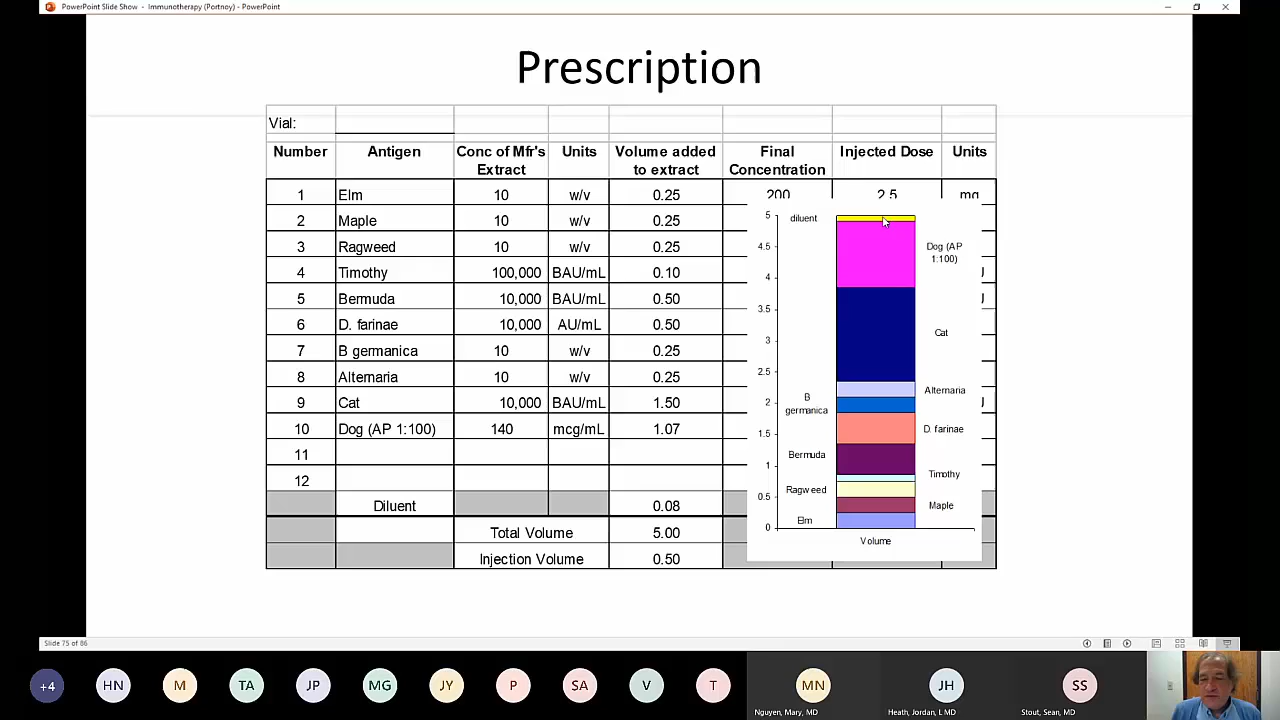 PowerPoint Slide Show - Immunotherapy (Portnoy) - PowerPoint
Prescription
Vial:
Number Antigen Conc of Mfr's Extract Units Volume added to extract Final Concentration Injected Dose Units
1 Elm 10 w/v 0.25 200 2.5 mg
2 Maple 10 w/v 0.25
3 Ragweed 10 w/v 0.25
4 Timothy 100,000 BAU/mL 0.10
5 Bermuda 10,000 BAU/mL 0.50
6 D. farinae 10,000 AU/mL 0.50
7 B germanica 10 w/v 0.25
8 Alternaria 10 w/v 0.25
9 Cat 10,000 BAU/mL 1.50
10 Dog (AP 1:100) 140 mcg/mL 1.07
11
12
Diluent 0.08
Total Volume 5.00
Injection Volume 0.50
5 diluent
4.5 Dog (AP
1:100)
4
3.5
3 Cat
2.5
Alternaria
2 B
germanica
1.5 D. farinae
1 Bermuda
Timothy
0.5 Ragweed
Maple
0 Elm
Volume
Slide 75 of 86
+4 HN M TA JP MG JY P SA V T MN JH SS
Nguyen, Mary, MD Heath, Jordan, L MD Stout, Sean, MD